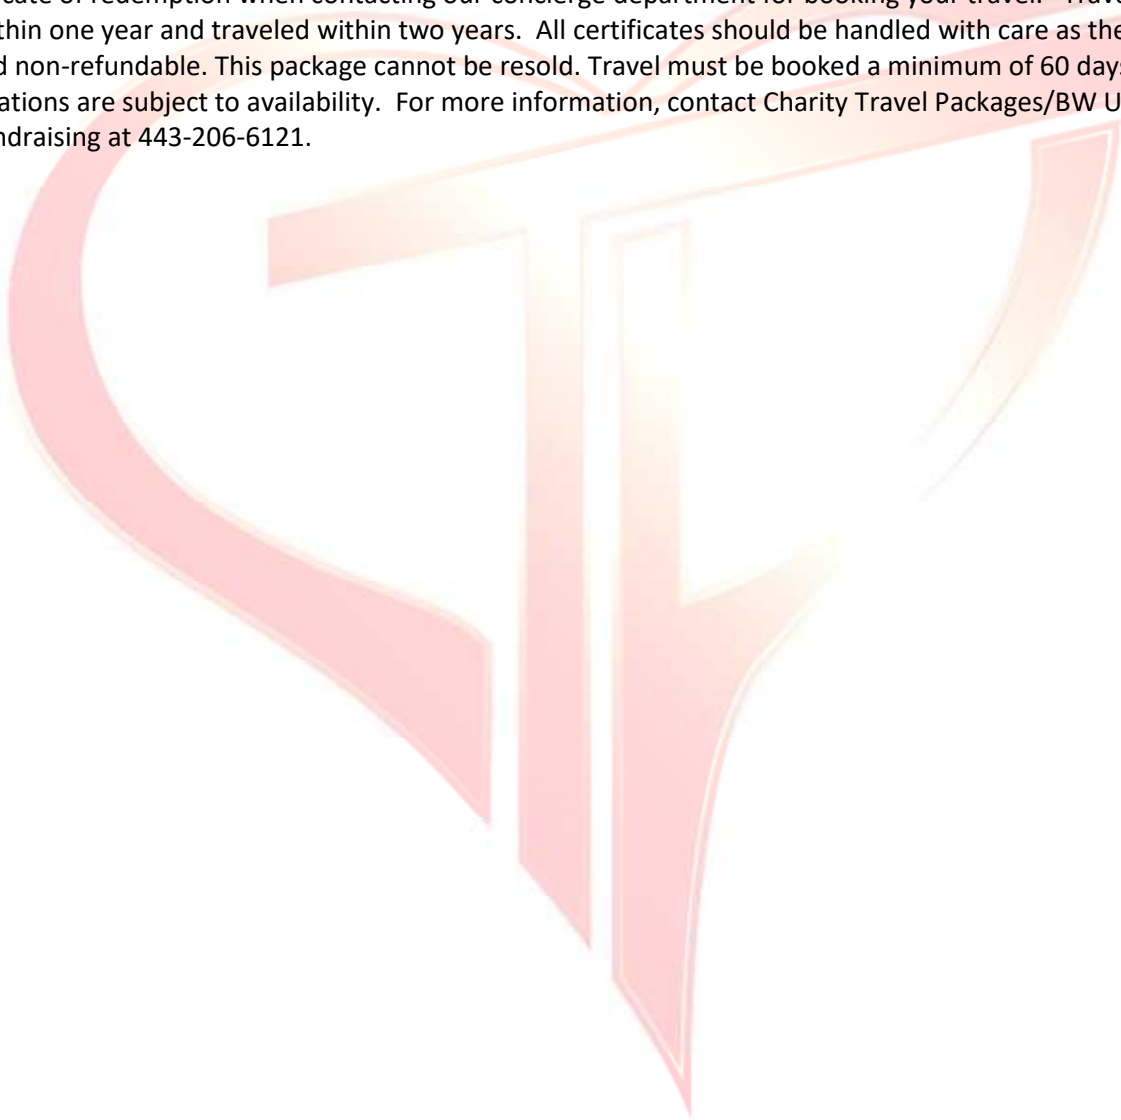 cate of redemption when contacting our concierge department for booking your travel. Trave
thin one year and traveled within two years. All certificates should be handled with care as the
d non-refundable. This package cannot be resold. Travel must be booked a minimum of 60 days
ations are subject to availability. For more information, contact Charity Travel Packages/BW U
ndraising at 443-206-6121.